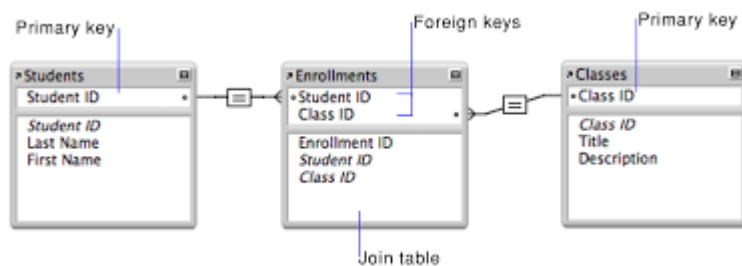 Primary key
Foreign keys
Primary key
Students
Student ID
Student ID
Last Name
First Name
Enrollments
Student ID
Class ID
Enrollment ID
Student ID
Class ID
Classes
Class ID
Class ID
Title
Description
Join table